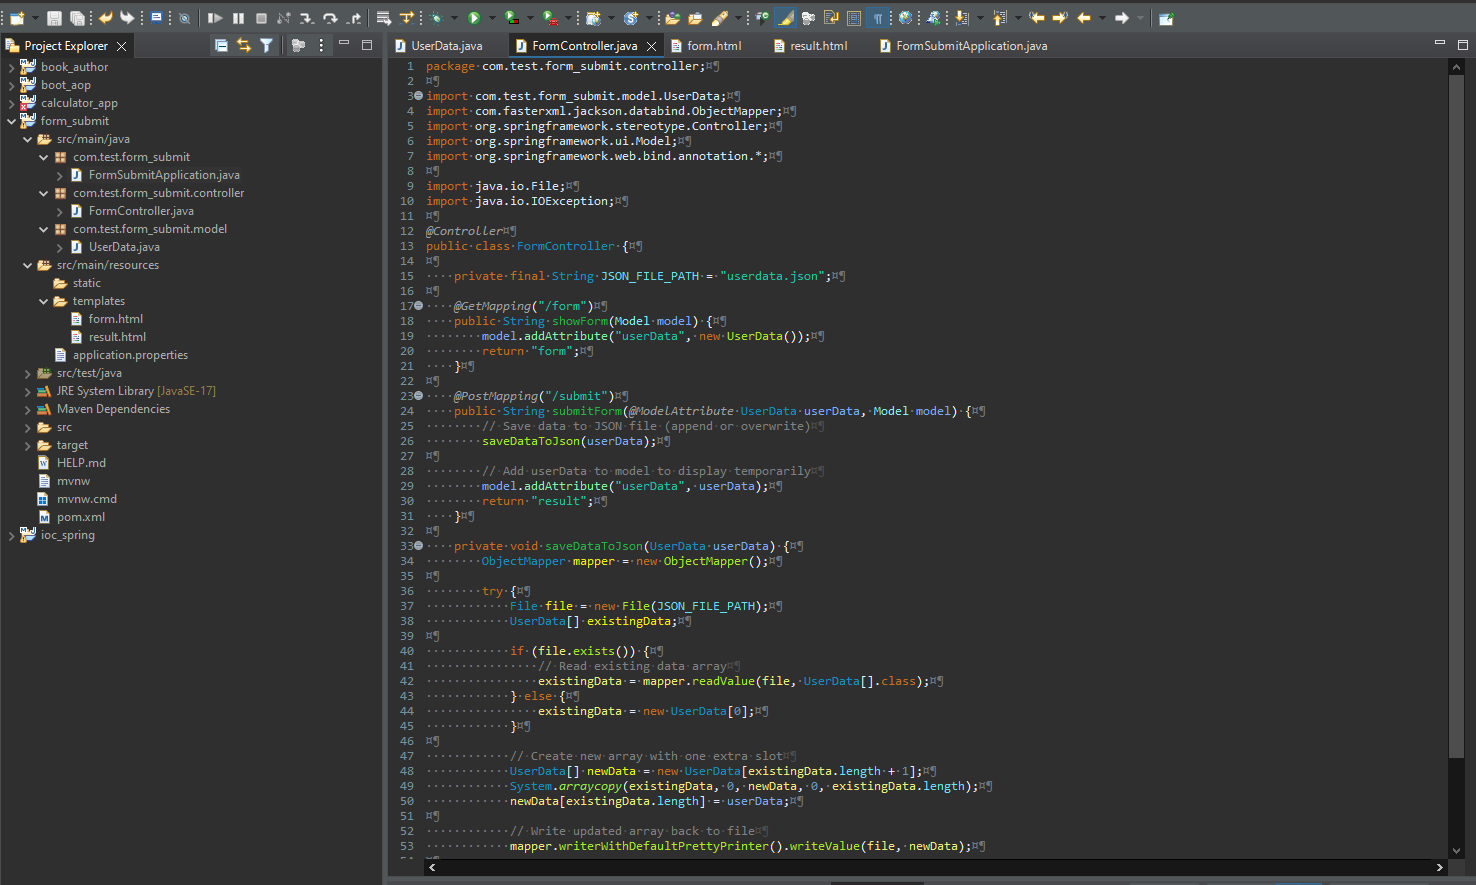 Project Explorer
book_author
boot_aop
calculator_app
form_submit
src/main/java
com.test.form_submit
FormSubmitApplication.java
com.test.form_submit.controller
FormController.java
com.test.form_submit.model
UserData.java
src/main/resources
static
templates
form.html
result.html
application.properties
src/test/java
JRE System Library [JavaSE-17]
Maven Dependencies
src
target
HELP.md
mvnw
mvnw.cmd
pom.xml
ioc_spring
UserData.java FormController.java form.html result.html FormSubmitApplication.java
1 package·com.test.form_submit.controller;¤¶
2 ¤¶
3 import·com.test.form_submit.model.UserData;¤¶
4 import·com.fasterxml.jackson.databind.ObjectMapper;¤¶
5 import·org.springframework.stereotype.Controller;¤¶
6 import·org.springframework.ui.Model;¤¶
7 import·org.springframework.web.bind.annotation.*;¤¶
8 ¤¶
9 import·java.io.File;¤¶
10 import·java.io.IOException;¤¶
11 ¤¶
12 @Controller¤¶
13 public·class·FormController·{¤¶
14 ¤¶
15 ····private·final·String·JSON_FILE_PATH·=·"userdata.json";¤¶
16 ¤¶
17 ····@GetMapping("/form")¤¶
18 ····public·String·showForm(Model·model)·{¤¶
19 ········model.addAttribute("userData",·new·UserData());¤¶
20 ········return·"form";¤¶
21 ····}¤¶
22 ¤¶
23 ····@PostMapping("/submit")¤¶
24 ····public·String·submitForm(@ModelAttribute·UserData·userData,·Model·model)·{¤¶
25 ········//·Save·data·to·JSON·file·(append·or·overwrite)¤¶
26 ········saveDataToJson(userData);¤¶
27 ¤¶
28 ········//·Add·userData·to·model·to·display·temporarily¤¶
29 ········model.addAttribute("userData",·userData);¤¶
30 ········return·"result";¤¶
31 ····}¤¶
32 ¤¶
33 ····private·void·saveDataToJson(UserData·userData)·{¤¶
34 ········ObjectMapper·mapper·=·new·ObjectMapper();¤¶
35 ¤¶
36 ········try·{¤¶
37 ············File·file·=·new·File(JSON_FILE_PATH);¤¶
38 ············UserData[]·existingData;¤¶
39 ¤¶
40 ············if·(file.exists())·{¤¶
41 ················//·Read·existing·data·array¤¶
42 ················existingData·=·mapper.readValue(file,·UserData[].class);¤¶
43 ············}·else·{¤¶
44 ················existingData·=·new·UserData[0];¤¶
45 ············}¤¶
46 ¤¶
47 ············//·Create·new·array·with·one·extra·slot¤¶
48 ············UserData[]·newData·=·new·UserData[existingData.length·+·1];¤¶
49 ············System.arraycopy(existingData,·0,·newData,·0,·existingData.length);¤¶
50 ············newData[existingData.length]·=·userData;¤¶
51 ¤¶
52 ············//·Write·updated·array·back·to·file¤¶
53 ············mapper.writerWithDefaultPrettyPrinter().writeValue(file,·newData);¤¶